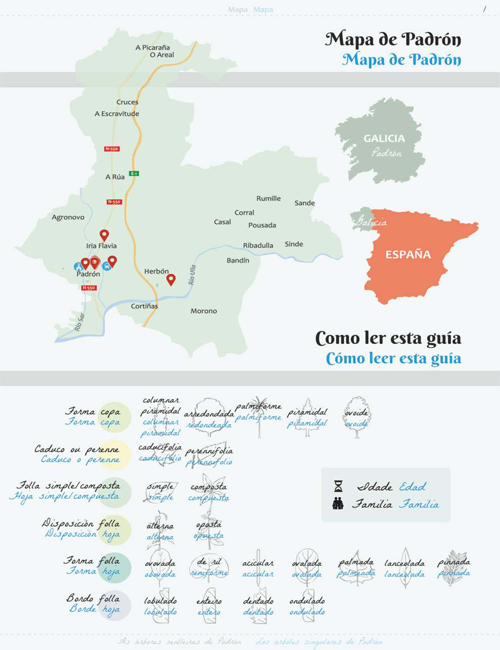 Mapa Mapa
/
Mapa de Padrón
Mapa de Padrón
A Picaraña
O Areal
Cruces
A Escravitude
N-550
A Rúa
N-550
Agronovo
Iria Flavia
Padrón
N-550
Herbón
Cortiñas
Río Sar
Río Ulla
Morono
Rumille
Sande
Corral
Casal
Pousada
Ribadulla
Sinde
Bandín
GALICIA
Padrón
Galicia
ESPAÑA
Como ler esta guía
Cómo leer esta guía
Forma copa
Forma copa
columnar
piramidal
columnar
piramidal
arredondada
redondeada
palmiforme
palmiforme
piramidal
piramidal
ovoide
ovoide
Caduco ou perenne
Caduco o perenne
caducifolia
caducifolio
perennifolia
perennifolio
Folla simple/composta
Hoja simple/compuesta
simple
simple
composta
compuesta
Disposición folla
Disposición hoja
alterna
alterna
oposta
opuesta
Forma folla
Forma hoja
ovovada
obovada
de ril
reniforme
acicular
acicular
ovalada
ovalada
palmada
palmeada
lanceolada
lanceolada
pinnada
pinnada
Bordo folla
Borde hoja
lobulado
lobulado
enteiro
entero
dentado
dentado
ondulado
ondulado
Idade Edad
Familia Familia
As árbores senlleiras de Padrón Los árboles singulares de Padrón